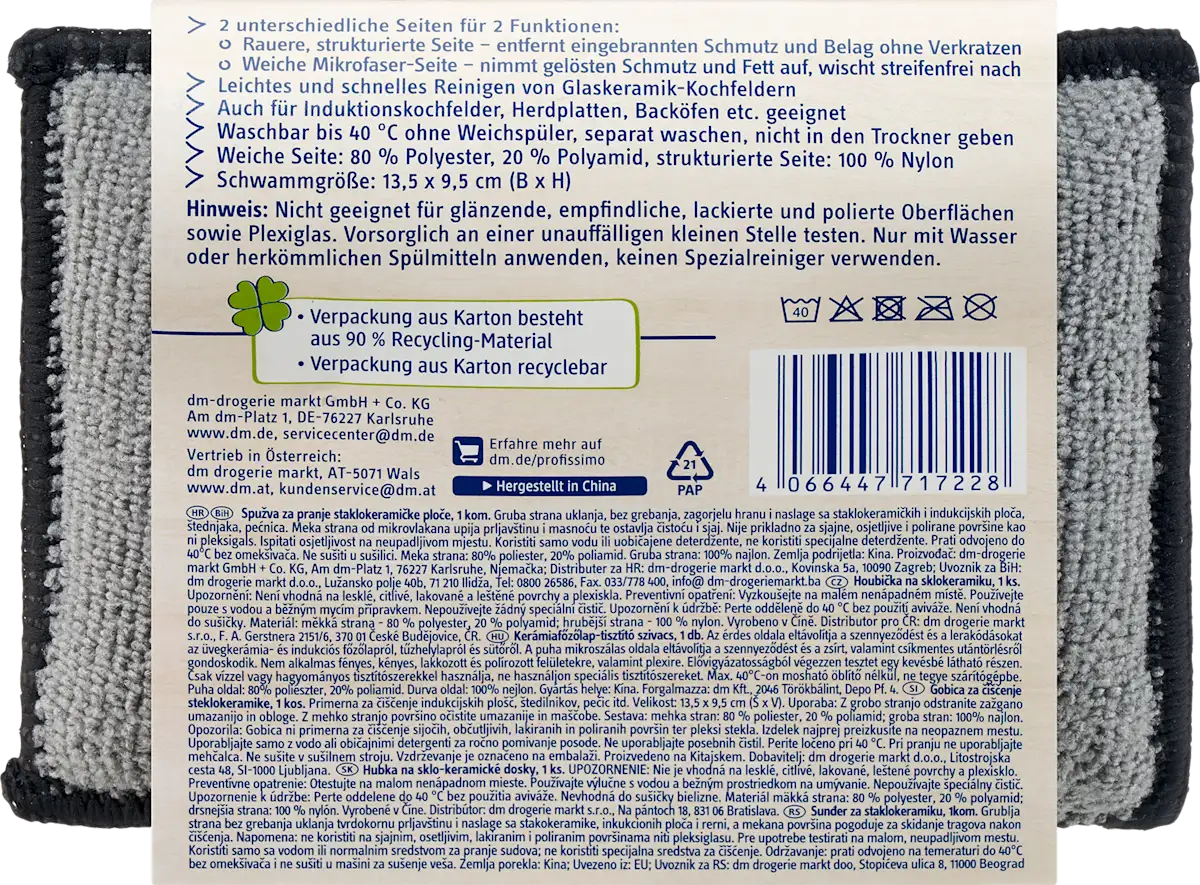 2 unterschiedliche Seiten für 2 Funktionen:
Rauere, strukturierte Seite – entfernt eingebrannten Schmutz und Belag ohne Verkratzen
Weiche Mikrofaser-Seite – nimmt gelösten Schmutz und Fett auf, wischt streifenfrei nach
Leichtes und schnelles Reinigen von Glaskeramik-Kochfeldern
Auch für Induktionskochfelder, Herdplatten, Backöfen etc. geeignet
Waschbar bis 40 °C ohne Weichspüler, separat waschen, nicht in den Trockner geben
Weiche Seite: 80 % Polyester, 20 % Polyamid, strukturierte Seite: 100 % Nylon
Schwammgröße: 13,5 x 9,5 cm (B x H)
Hinweis: Nicht geeignet für glänzende, empfindliche, lackierte und polierte Oberflächen
sowie Plexiglas. Vorsorglich an einer unauffälligen kleinen Stelle testen. Nur mit Wasser
oder herkömmlichen Spülmitteln anwenden, keinen Spezialreiniger verwenden.
• Verpackung aus Karton besteht
aus 90 % Recycling-Material
• Verpackung aus Karton recyclebar
40
dm-drogerie markt GmbH + Co. KG
Am dm-Platz 1, DE-76227 Karlsruhe
www.dm.de, servicecenter@dm.de
Vertrieb in Österreich:
dm drogerie markt, AT-5071 Wals
www.dm.at, kundenservice@dm.at
Erfahre mehr auf
dm.de/profissimo
Hergestellt in China
21
PAP
4 066447 717228
HR BiH Spužva za pranje staklokeramičke ploče, 1 kom. Gruba strana uklanja, bez grebanja, zagorjelu hranu i naslage sa staklokeramičkih i indukcijskih ploča,
štednjaka, pećnica. Meka strana od mikrovlakana upija prljavštinu i masnoću te ostavlja čistoću i sjaj. Nije prikladno za sjajne, osjetljive i polirane površine kao
ni pleksigals. Ispitati osjetljivost na neupadljivom mjestu. Koristiti samo vodu ili uobičajene deterdžente, ne koristiti specijalne deterdžente. Prati odvojeno do
40°C bez omekšivača. Ne sušiti u sušilici. Meka strana: 80% poliester, 20% poliamid. Gruba strana: 100% najlon. Zemlja podrijetla: Kina. Proizvođač: dm-drogerie
markt GmbH + Co. KG, Am dm-Platz 1, 76227 Karlsruhe, Njemačka; Distributer za HR: dm-drogerie markt d.o.o., Kovinska 5a, 10090 Zagreb; Uvoznik za BiH:
dm drogerie markt d.o.o., Lužansko polje 40b, 71 210 Ilidža, Tel: 0800 26586, Fax. 033/778 400, info@ dm-drogeriemarkt.ba CZ Houbička na sklokeramiku, 1 ks.
Upozornění: Není vhodná na lesklé, citlivé, lakované a leštěné povrchy a plexiskla. Preventivní opatření: Vyzkoušejte na malém nenápadném místě. Používejte
pouze s vodou a běžným mycím přípravkem. Nepoužívejte žádný speciální čistič. Upozornění k údržbě: Perte odděleně do 40 °C bez použití aviváže. Není vhodná
do sušičky. Materiál: měkká strana - 80 % polyester, 20 % polyamid; hrubější strana - 100 % nylon. Vyrobeno v Číně. Distributor pro ČR: dm drogerie markt
s.r.o., F. A. Gerstnera 2151/6, 370 01 České Budějovice, ČR. HU Kerámiafőzőlap-tisztító szivacs, 1 db. Az érdes oldala eltávolítja a szennyeződést és a lerakódásokat
az üvegkerámia- és indukciós főzőlapról, tűzhelylapról és sütőről. A puha mikroszálas oldala eltávolítja a szennyeződést és a zsírt, valamint csíkmentes utántörlésről
gondoskodik. Nem alkalmas fényes, kényes, lakkozott és polírozott felületekre, valamint plexire. Elővigyázatosságból végezzen tesztet egy kevésbé látható részen.
Csak vízzel vagy hagyományos tisztítószerekkel használja, ne használjon speciális tisztítószereket. Max. 40°C-on mosható öblítő nélkül, ne tegye szárítógépbe.
Puha oldal: 80% poliészter, 20% poliamid. Durva oldal: 100% nejlon. Gyártás helye: Kína. Forgalmazza: dm Kft., 2046 Törökbálint, Depo Pf. 4. SI Gobica za čiščenje
steklokeramike, 1 kos. Primerna za čiščenje indukcijskih plošč, štedilnikov, pečic itd. Velikost: 13,5 x 9,5 cm (Š x V). Uporaba: Z grobo stranjo odstranite zažgano
umazanijo in obloge. Z mehko stranjo površino očistite umazanije in maščobe. Sestava: mehka stran: 80 % poliester, 20 % poliamid; groba stran: 100% najlon.
Opozorila: Gobica ni primerna za čiščenje sijočih, občutljivih, lakiranih in poliranih površin ter pleksi stekla. Izdelek najprej preizkusite na neopaznem mestu.
Uporabljajte samo z vodo ali običajnimi detergenti za ročno pomivanje posode. Ne uporabljajte posebnih čistil. Perite ločeno pri 40 °C. Pri pranju ne uporabljajte
mehčalca. Ne sušite v sušilnem stroju. Vzdrževanje je označeno na embalaži. Proizvedeno na Kitajskem. Dobavitelj: dm drogerie markt d.o.o., Litostrojska
cesta 48, SI-1000 Ljubljana. SK Hubka na sklo-keramické dosky, 1 ks. UPOZORNENIE: Nie je vhodná na lesklé, citlivé, lakované, leštené povrchy a plexisklo.
Preventívne opatrenie: Otestujte na malom nenápadnom mieste. Používajte výlučne s vodou a bežným prostriedkom na umývanie. Nepoužívajte špeciálny čistič.
Upozornenie k údržbe: Perte oddelene do 40 °C bez použitia aviváže. Nevhodná do sušičky bielizne. Materiál mäkká strana: 80 % polyester, 20 % polyamid;
drsnejšia strana: 100 % nylón. Vyrobené v Číne. Distribútor: dm drogerie markt s.r.o., Na pántoch 18, 831 06 Bratislava. RS Sunđer za staklokeramiku, 1kom. Grublja
strana bez grebanja uklanja tvrdokornu prljavštinu i naslage sa stakokeramike, inkukcionih ploča i rerni, a mekana površina pogoduje za skidanje tragova nakon
čišćenja. Napomena: ne koristiti na sjajnim, osetljivim, lakiranim i poliranim površinama niti pleksiglasu. Pre upotrebe testirati na malom, neupadljivom mestu.
Koristiti samo sa vodom ili normalnim sredstvom za pranje sudova; ne koristiti specijalna sredstva za čišćenje. Održavanje: prati odvojeno na temeraturi do 40°C
bez omekšivača i ne sušiti u mašini za sušenje veša. Zemlja porekla: Kina; Uvezeno iz: EU; Uvoznik za RS: dm drogerie markt doo, Stopićeva ulica 8, 11000 Beograd